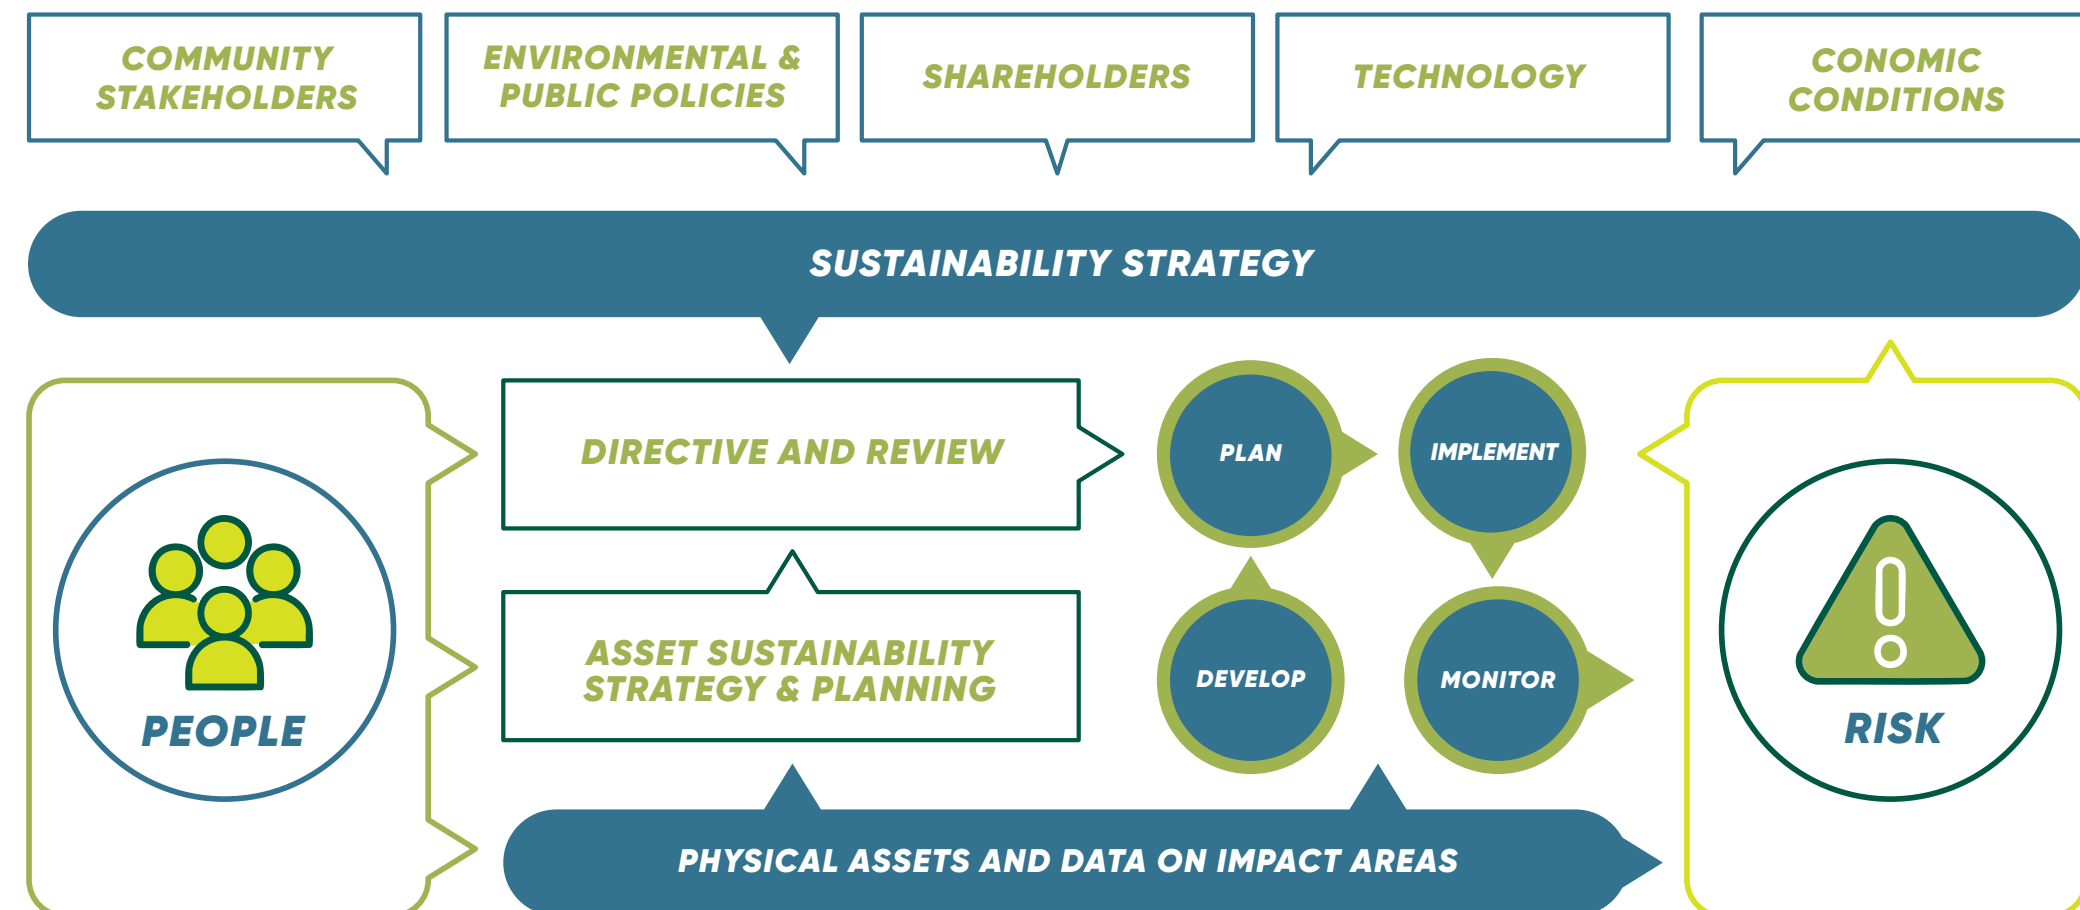 COMMUNITY
STAKEHOLDERS
ENVIRONMENTAL &
PUBLIC POLICIES
SHAREHOLDERS
TECHNOLOGY
CONOMIC
CONDITIONS
SUSTAINABILITY STRATEGY
DIRECTIVE AND REVIEW
PLAN
IMPLEMENT
ASSET SUSTAINABILITY
STRATEGY & PLANNING
DEVELOP
MONITOR
PEOPLE
RISK
PHYSICAL ASSETS AND DATA ON IMPACT AREAS